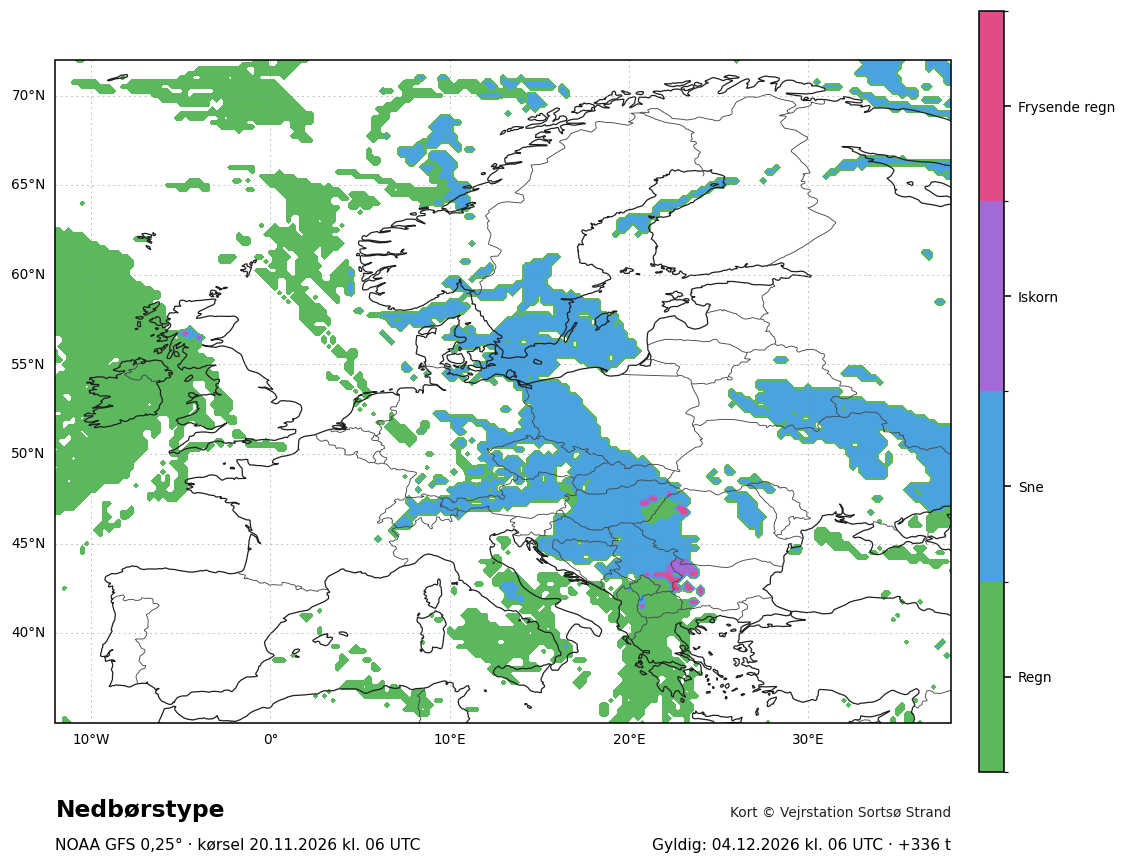 70°N
65°N
60°N
55°N
50°N
45°N
40°N
10°W
0°
10°E
20°E
30°E
Frysende regn
Iskorn
Sne
Regn
Nedbørstype
Kort © Vejrstation Sortsø Strand
NOAA GFS 0,25° · kørsel 20.11.2026 kl. 06 UTC
Gyldig: 04.12.2026 kl. 06 UTC · +336 t